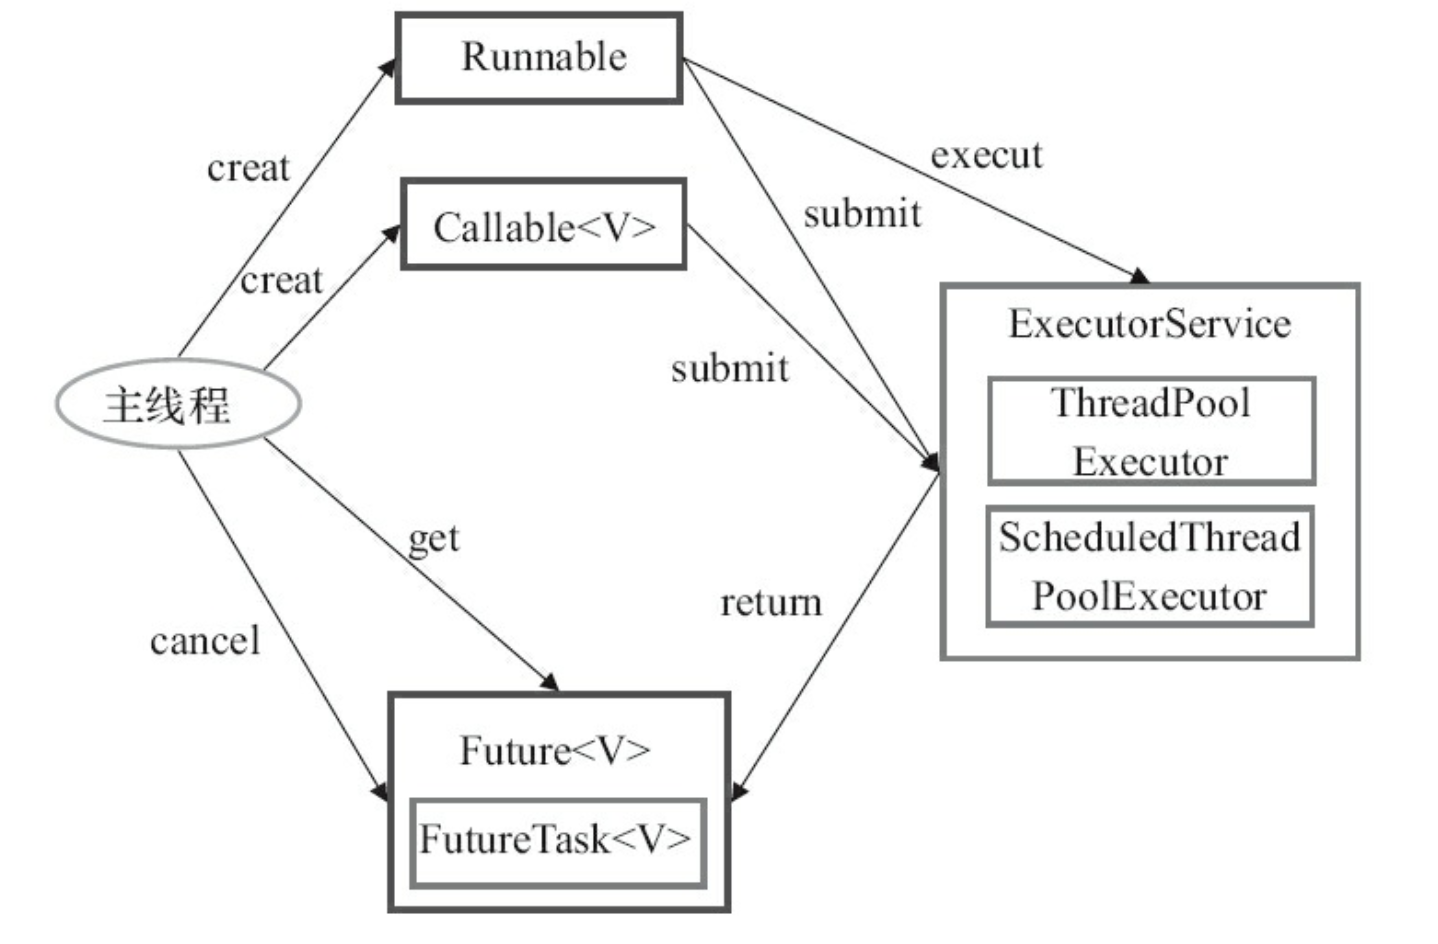 Runnable
creat
execut
submit
Callable<V>
creat
ExecutorService
submit
主线程
ThreadPool
Executor
get
ScheduledThread
PoolExecutor
return
cancel
Future<V>
FutureTask<V>